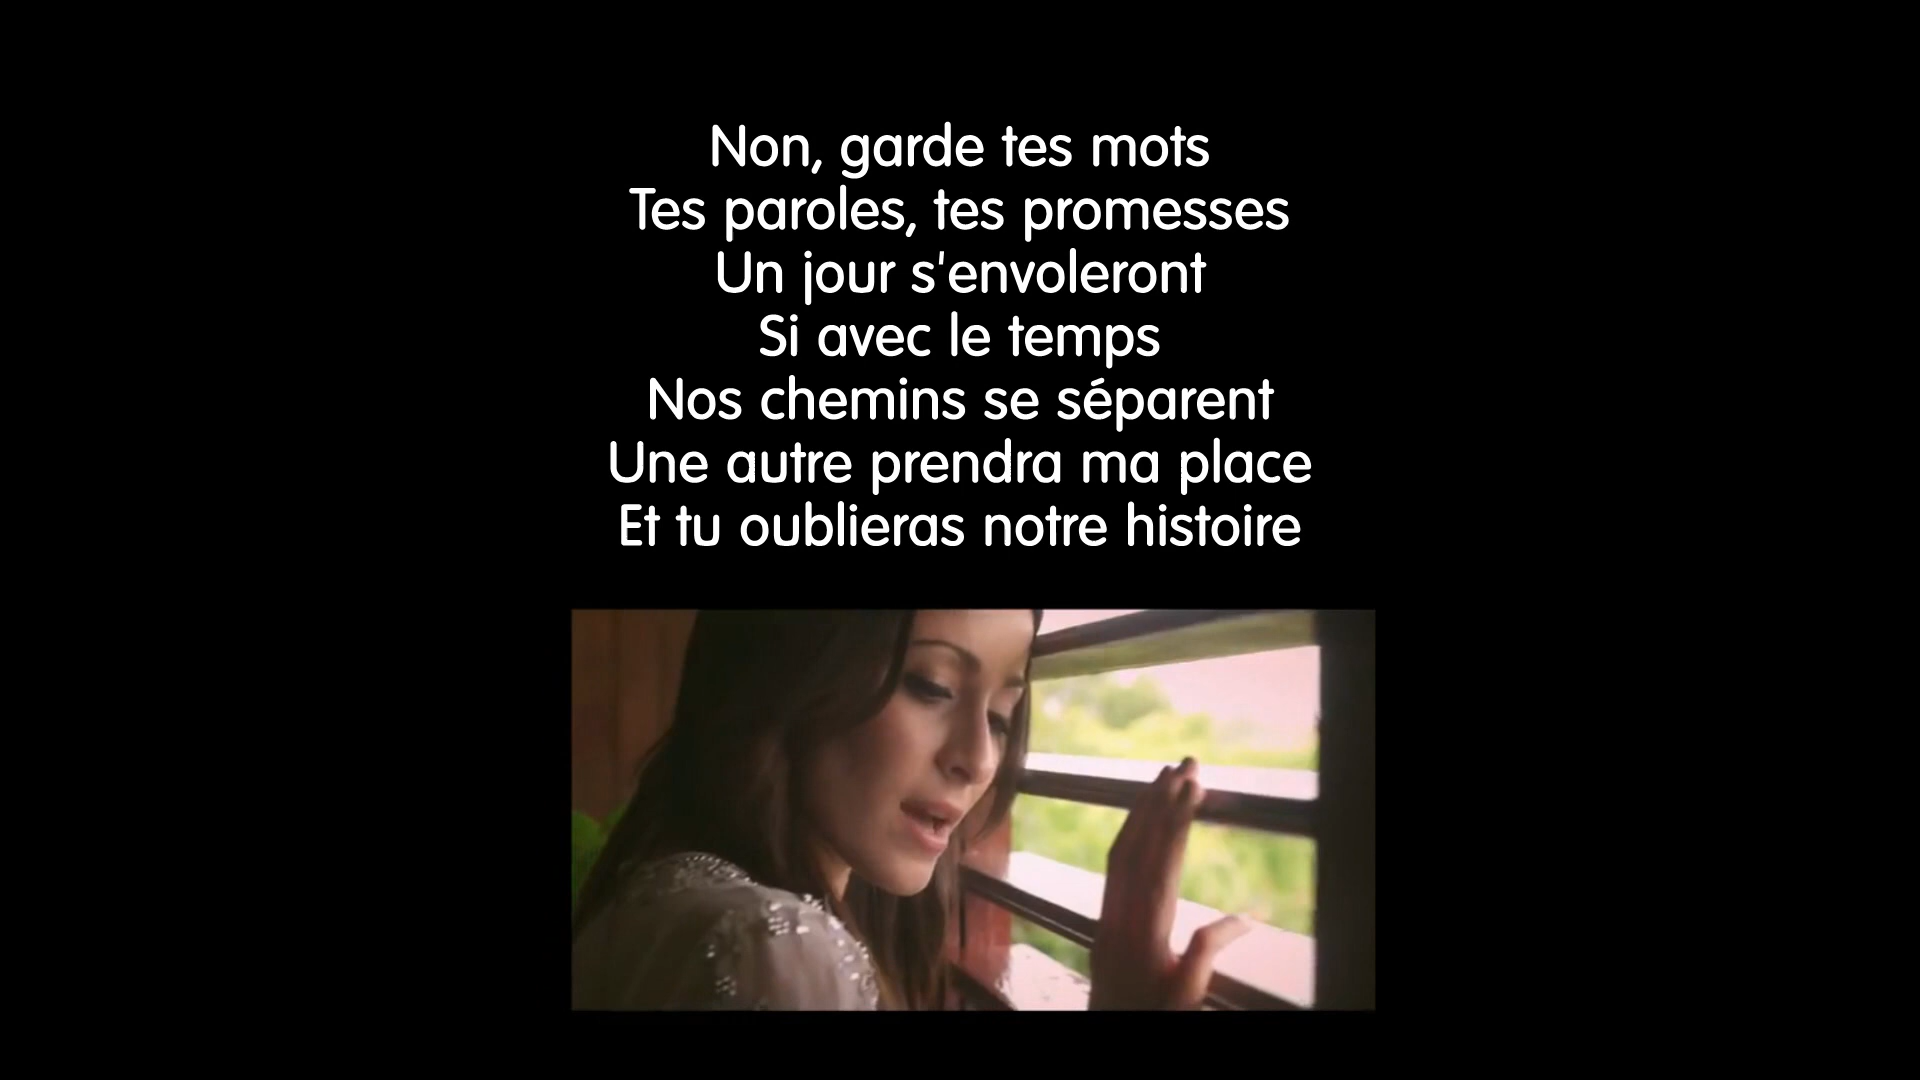 Non, garde tes mots
Tes paroles, tes promesses
Un jour s'envoleront
Si avec le temps
Nos chemins se séparent
Une autre prendra ma place
Et tu oublieras notre histoire